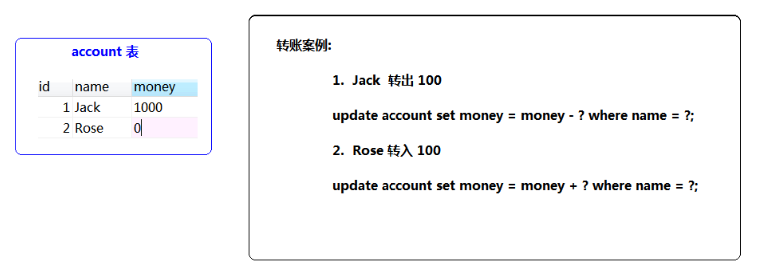 account 表
id name money
1 Jack 1000
2 Rose 0
转账案例:
1. Jack 转出 100
update account set money = money - ? where name = ?;
2. Rose 转入 100
update account set money = money + ? where name = ?;